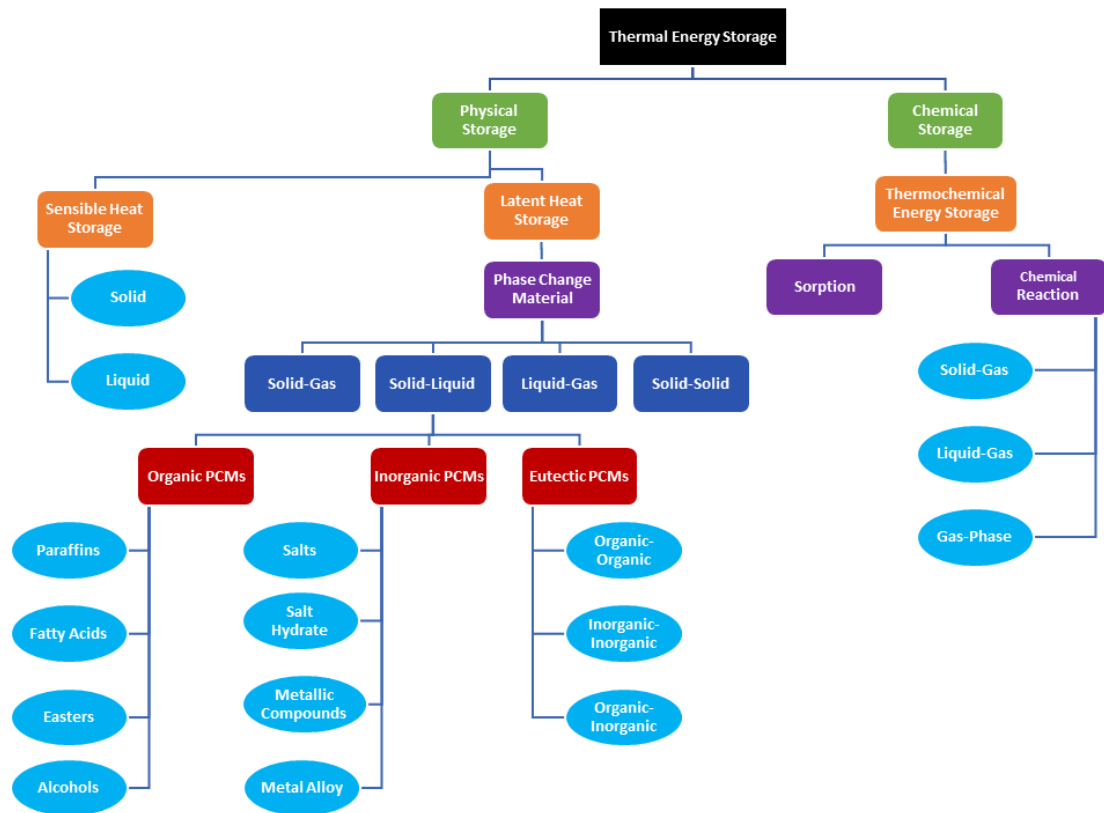 Thermal Energy Storage
Physical
Storage
Chemical
Storage
Sensible Heat
Storage
Latent Heat
Storage
Thermochemical
Energy Storage
Solid
Liquid
Phase Change
Material
Sorption
Chemical
Reaction
Solid-Gas
Solid-Liquid
Liquid-Gas
Solid-Solid
Solid-Gas
Liquid-Gas
Gas-Phase
Organic PCMs
Inorganic PCMs
Eutectic PCMs
Paraffins
Fatty Acids
Easters
Alcohols
Salts
Salt
Hydrate
Metallic
Compounds
Metal Alloy
Organic-
Organic
Inorganic-
Inorganic
Organic-
Inorganic